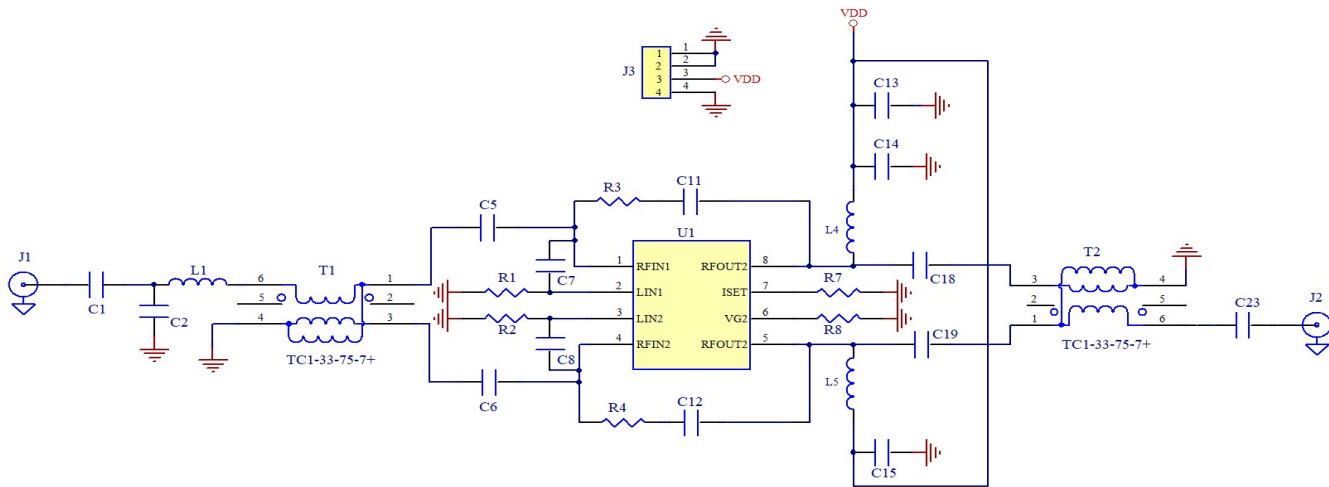 VDD
J3
1
2
3
4
1
2
3
4
VDD
C13
C14
R3
C11
L4
C5
U1
J1
C1
C2
L1
6
5
4
T1
1
2
3
TC1-33-75-7+
R1
R2
C7
C8
1
2
3
4
RFIN1
LIN1
LIN2
RFIN2
RFOUT2
ISET
VG2
RFOUT2
8
7
6
5
R7
R8
C18
C19
3
2
1
T2
4
5
6
TC1-33-75-7+
C23
J2
C6
R4
C12
L5
C15